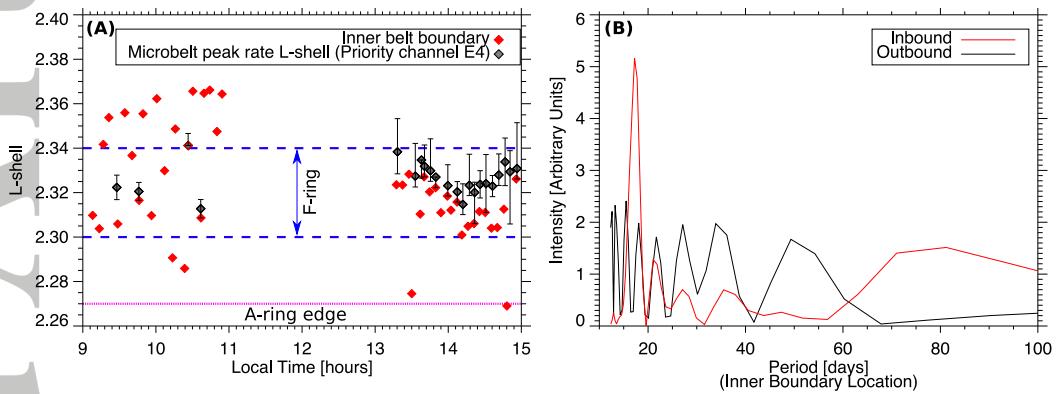 (A)
Inner belt boundary
Microbelt peak rate L-shell (Priority channel E4)
2.40
2.38
2.36
2.34
2.32
2.30
2.28
2.26
L-shell
F-ring
A-ring edge
9 10 11 12 13 14 15
Local Time [hours]
(B)
Inbound
Outbound
6
5
4
3
2
1
0
Intensity [Arbitrary Units]
20 40 60 80 100
Period [days]
(Inner Boundary Location)